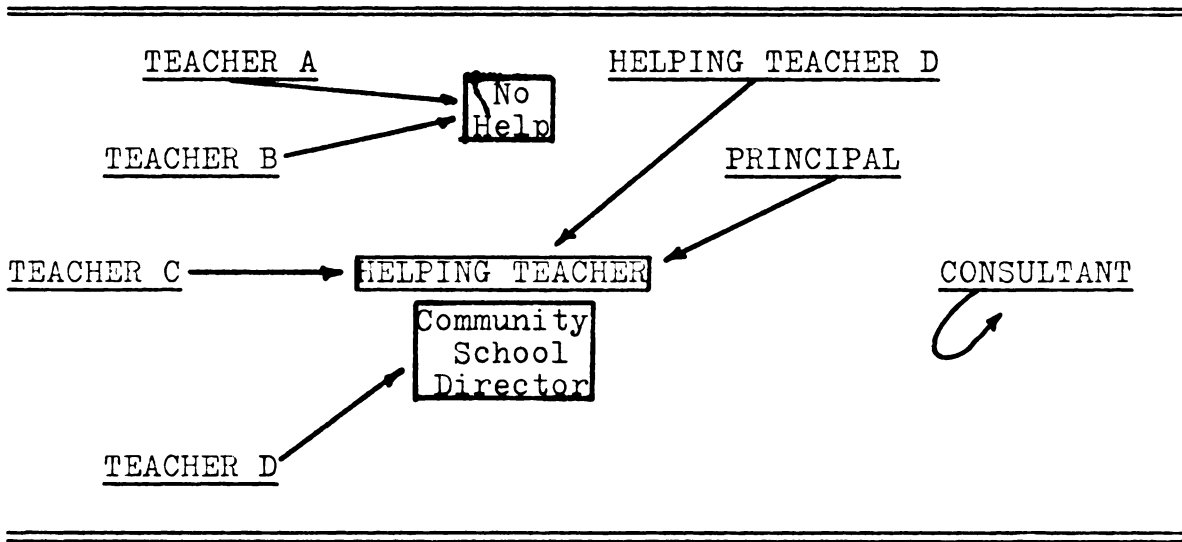 TEACHER A
HELPING TEACHER D
No
Help
TEACHER B
PRINCIPAL
TEACHER C
HELPING TEACHER
CONSULTANT
Community
School
Director
TEACHER D